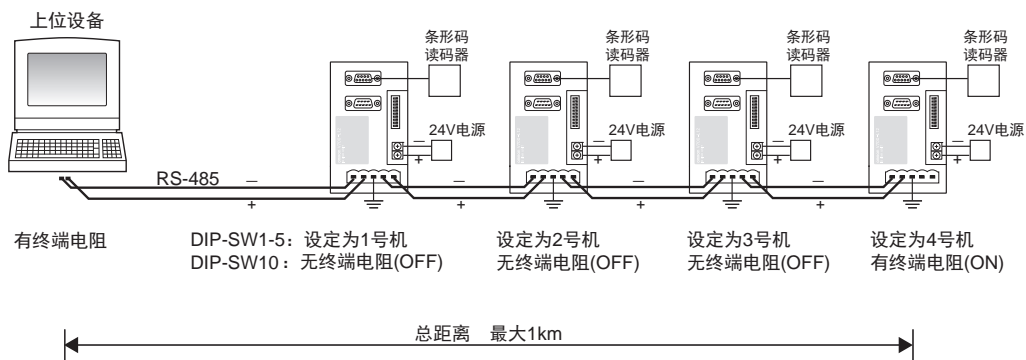 上位设备
条形码
读码器
条形码
读码器
条形码
读码器
条形码
读码器
24V电源
24V电源
24V电源
24V电源
RS-485
有终端电阻
DIP-SW1-5：设定为1号机
DIP-SW10：无终端电阻(OFF)
设定为2号机
无终端电阻(OFF)
设定为3号机
无终端电阻(OFF)
设定为4号机
有终端电阻(ON)
总距离 最大1km